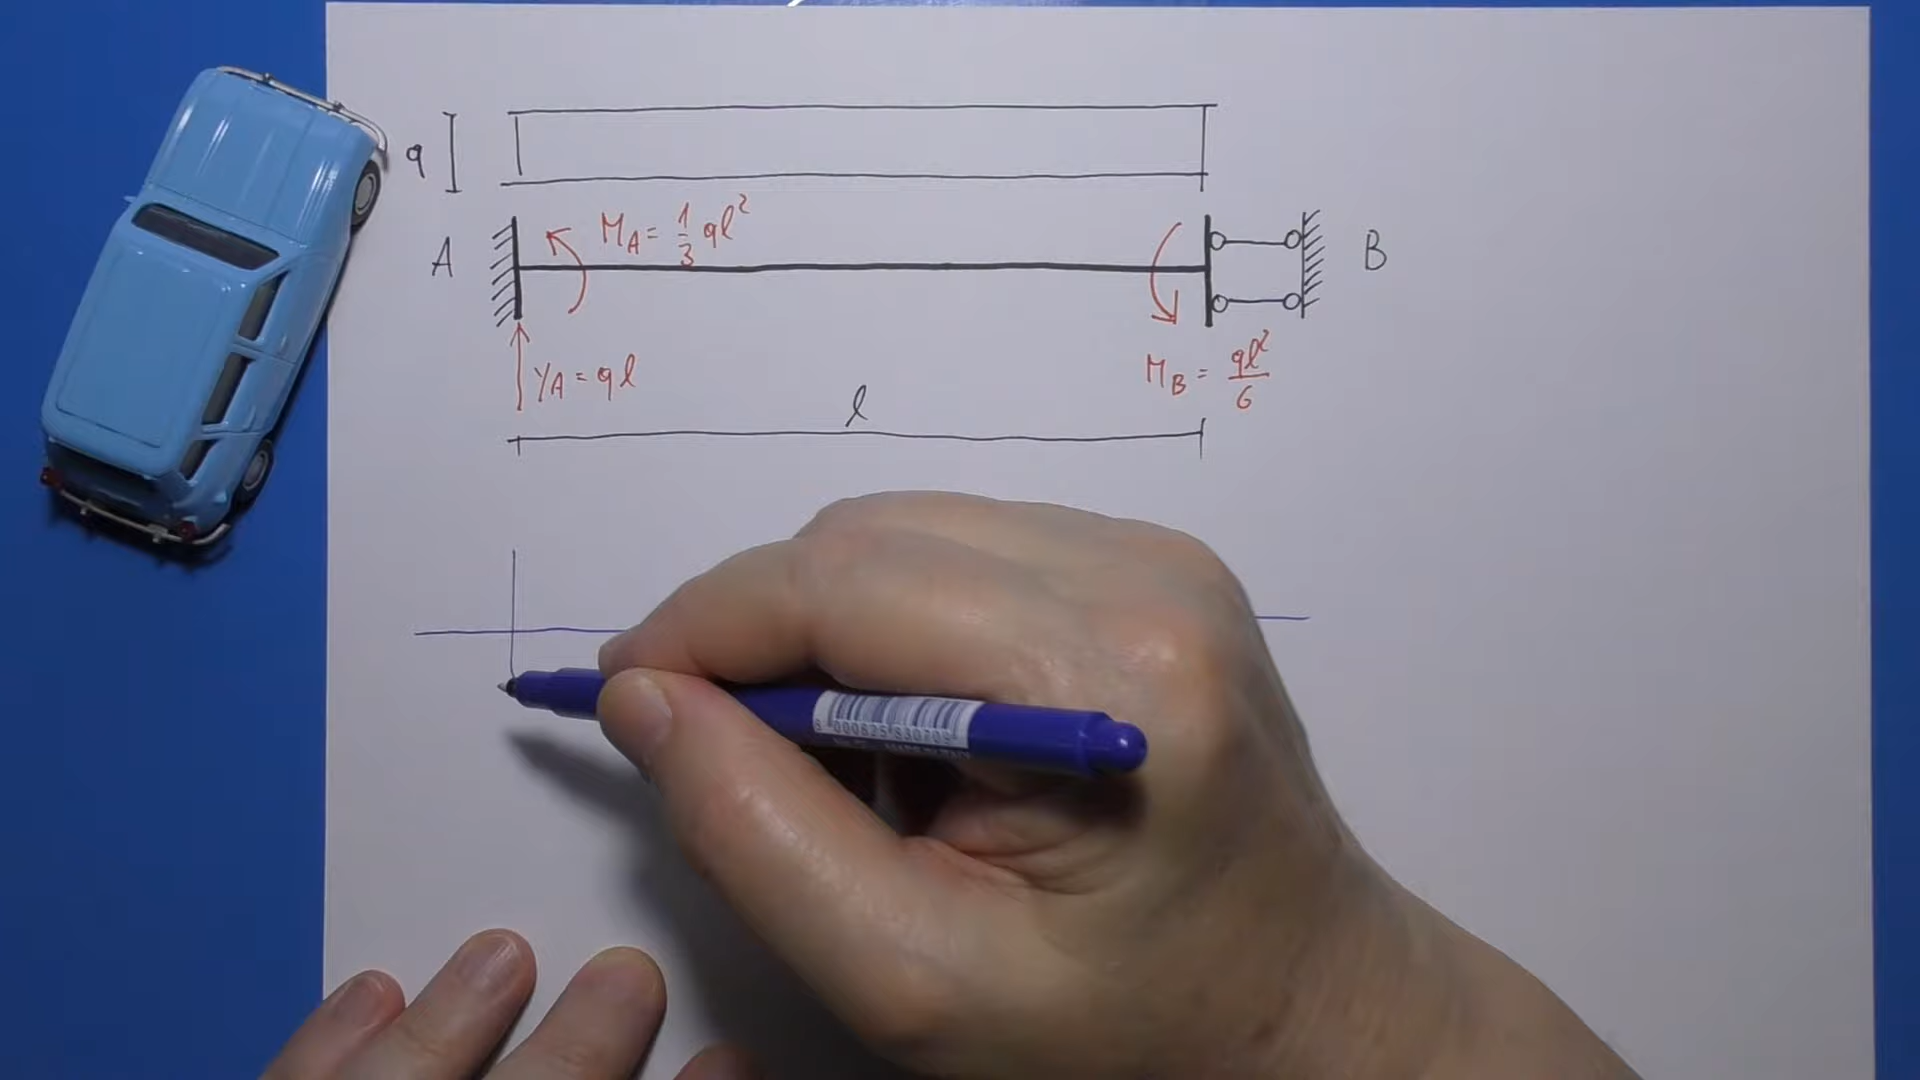 q
A
M_A = 1/3 ql²
B
Y_A = ql
M_B = ql²/6
l